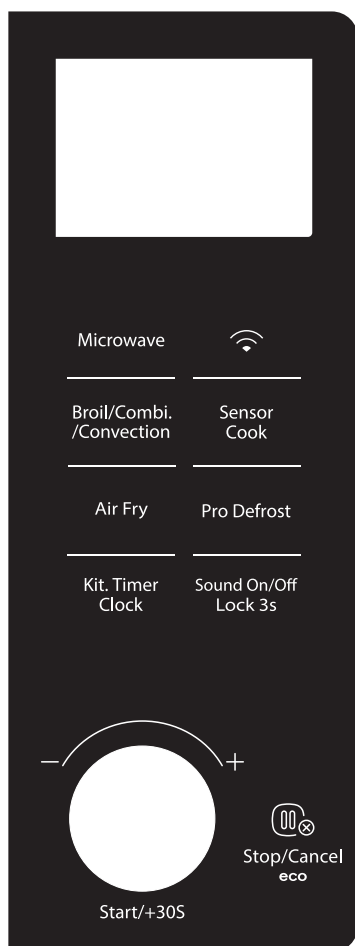 Microwave
Broil/Combi.
/Convection
Sensor
Cook
Air Fry
Pro Defrost
Kit. Timer
Clock
Sound On/Off
Lock 3s
− +
Stop/Cancel
eco
Start/+30S